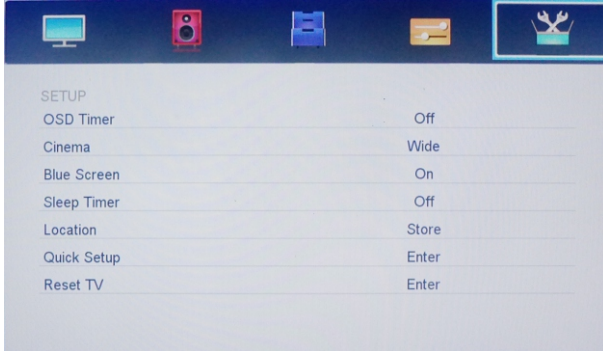 SETUP
OSD Timer Off
Cinema Wide
Blue Screen On
Sleep Timer Off
Location Store
Quick Setup Enter
Reset TV Enter